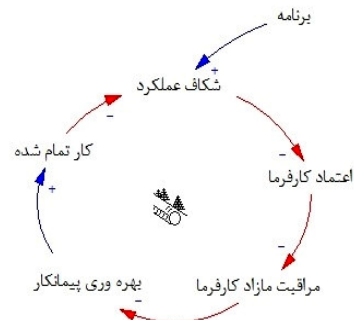 برنامه
+
شکاف عملکرد
–
اعتماد کارفرما
–
مراقبت مازاد کارفرما
–
بهره وری پیمانکار
+
کار تمام شده
–